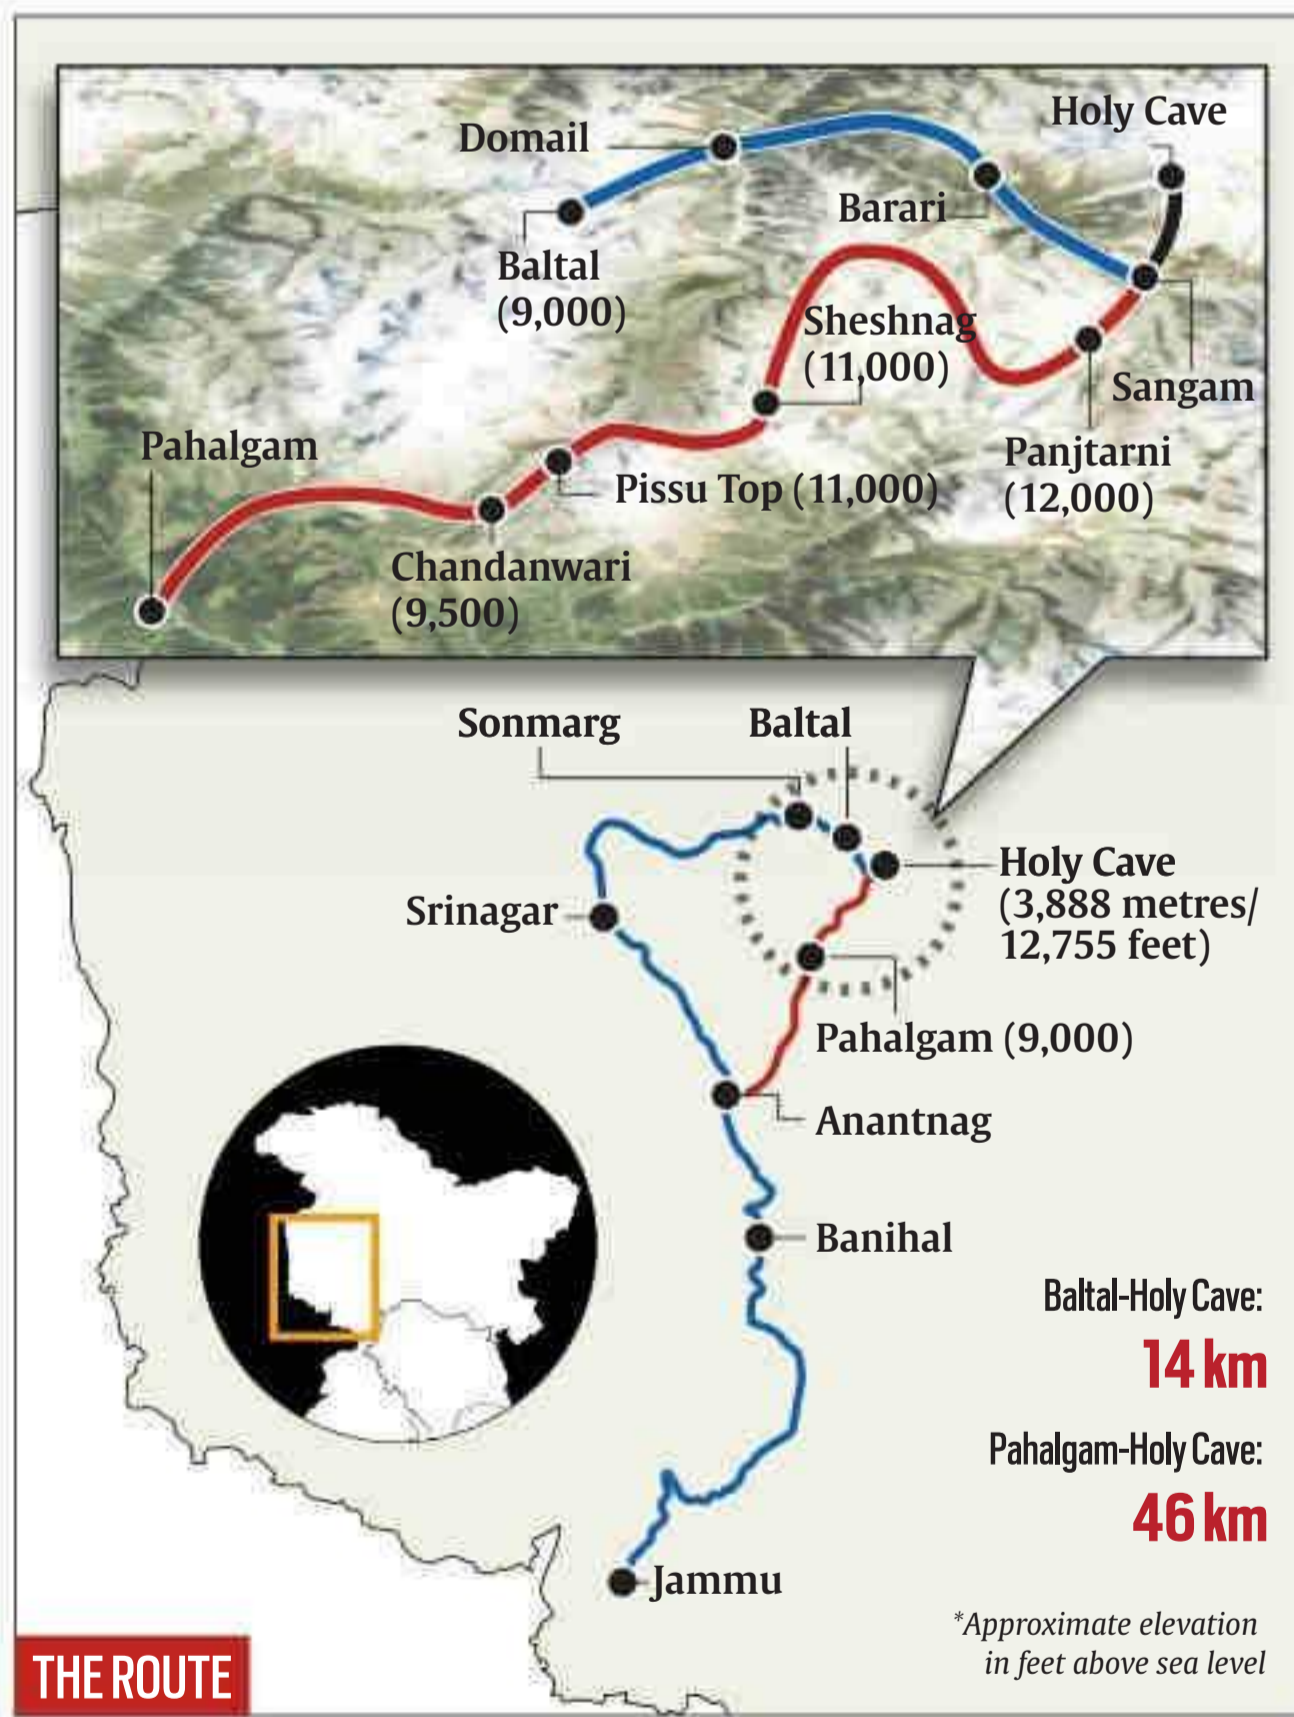 Holy Cave
Domail
Barari
Baltal
(9,000)
Sheshnag
(11,000)
Sangam
Pahalgam
Panjtarni
(12,000)
Pissu Top (11,000)
Chandanwari
(9,500)
Sonmarg
Baltal
Holy Cave
(3,888 metres/
12,755 feet)
Srinagar
Pahalgam (9,000)
Anantnag
Banihal
Baltal-Holy Cave:
14 km
Pahalgam-Holy Cave:
46 km
Jammu
*Approximate elevation
in feet above sea level
THE ROUTE